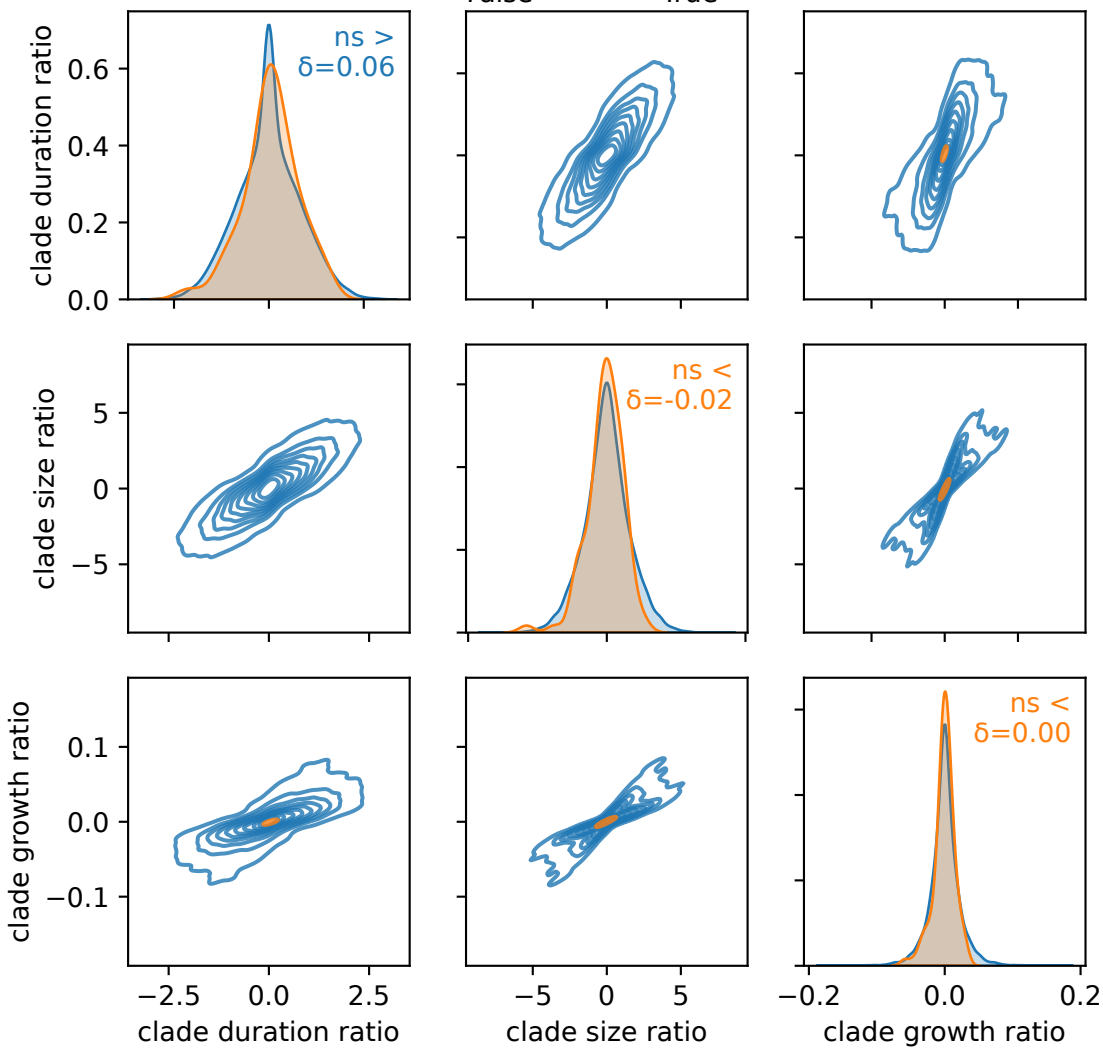 True
ns >
δ=0.06
clade duration ratio
0.6
0.4
0.2
0.0
ns <
δ=-0.02
clade size ratio
5
0
−5
ns <
δ=0.00
clade growth ratio
0.1
0.0
−0.1
−2.5 0.0 2.5
−5 0 5
−0.2 0.0 0.2
clade duration ratio
clade size ratio
clade growth ratio